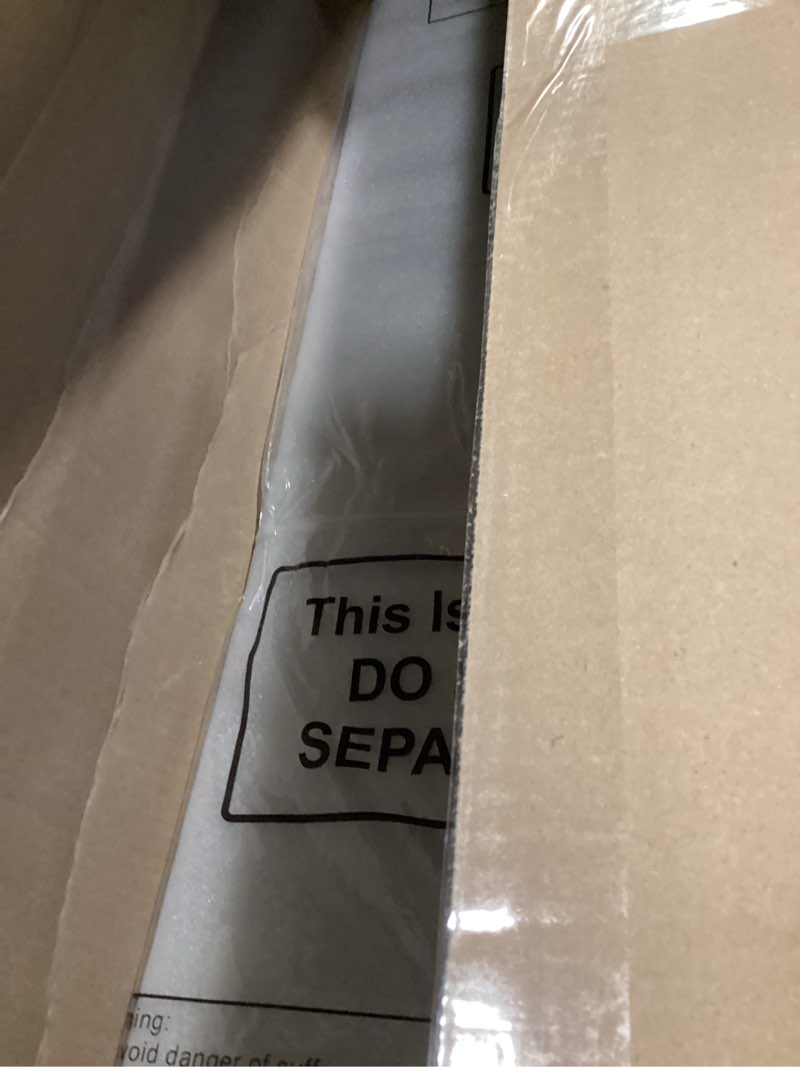 This Is
DO
SEPA
ning:
void danger of suff